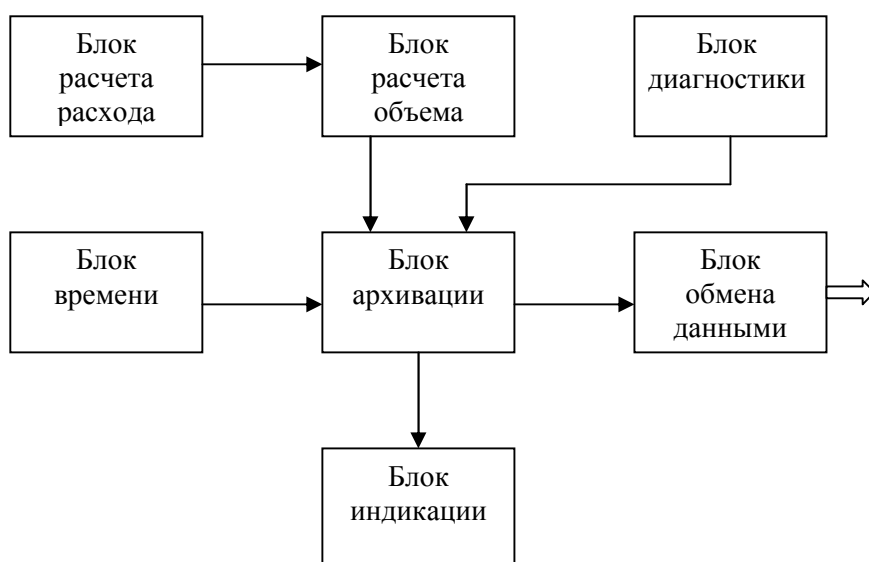 Блок
расчета
расхода
Блок
расчета
объема
Блок
диагностики
Блок
времени
Блок
архивации
Блок
обмена
данными
Блок
индикации